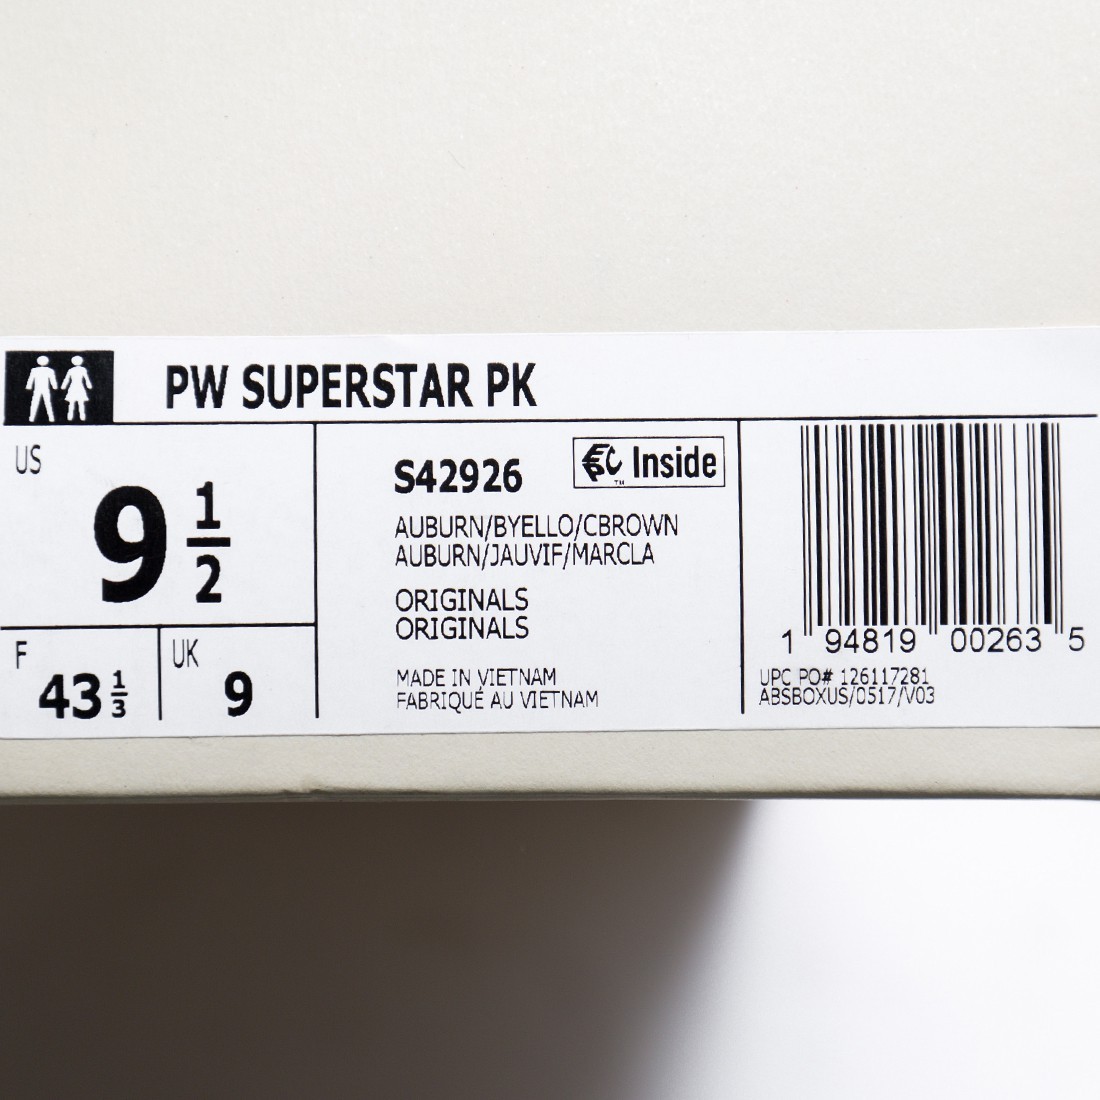 PW SUPERSTAR PK
US
9 1/2
F
43 1/3
UK
9
S42926
EPC™ Inside
AUBURN/BYELLO/CBROWN
AUBURN/JAUVIF/MARCLA
ORIGINALS
ORIGINALS
MADE IN VIETNAM
FABRIQUÉ AU VIETNAM
1 94819 00263 5
UPC PO# 126117281
ABSBOXUS/0517/V03